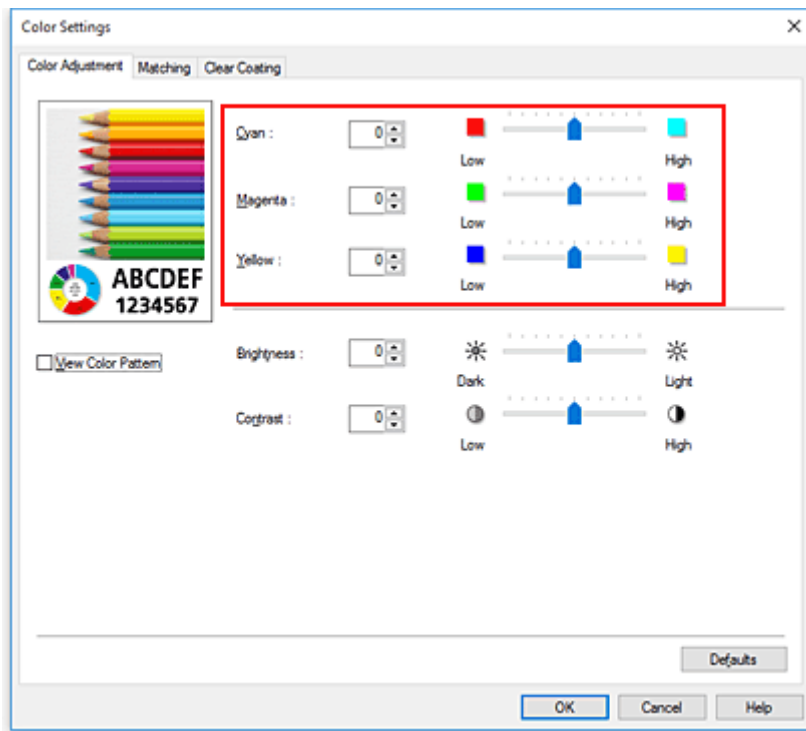 Color Settings
Color Adjustment Matching Clear Coating
Cyan : 0
Low High
Magenta : 0
Low High
Yellow : 0
Low High
ABCDEF
1234567
View Color Pattern
Brightness : 0
Dark Light
Contrast : 0
Low High
Defaults
OK Cancel Help